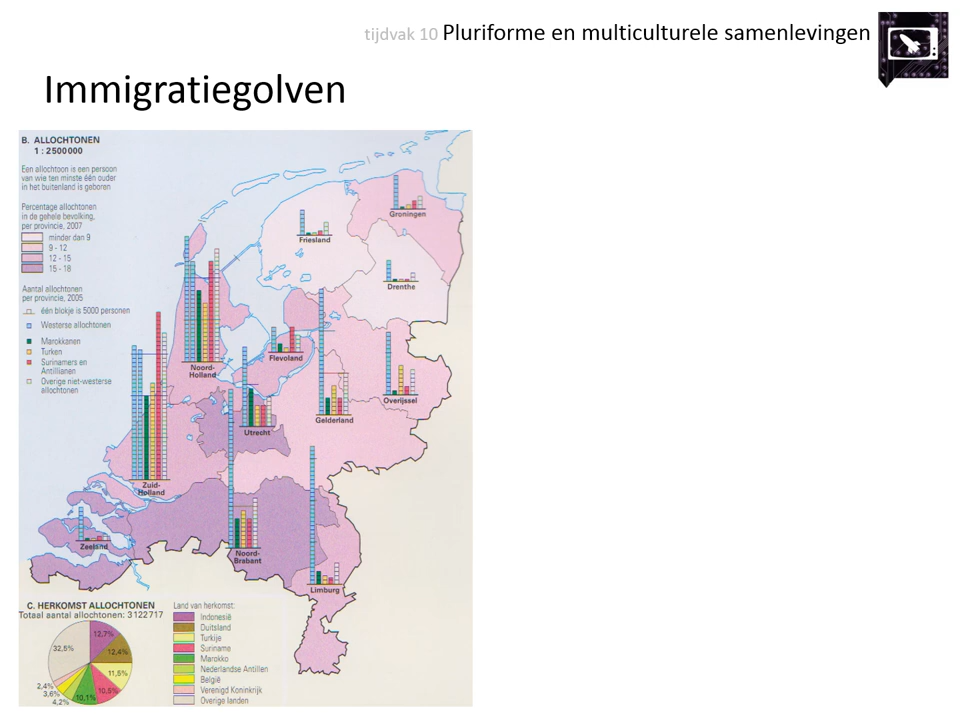 tijdvak 10 Pluriforme en multiculturele samenlevingen
Immigratiegolven
B. ALLOCHTONEN
1 : 2500000
Een allochtoon is een persoon
van wie ten minste één ouder
in het buitenland is geboren
Percentage allochtonen
in de gehele bevolking,
per provincie, 2007
minder dan 9
9 - 12
12 - 15
15 - 18
Aantal allochtonen
per provincie, 2005
één blokje is 5000 personen
Westerse allochtonen
Marokkanen
Turken
Surinamers en
Antillianen
Overige niet-westerse
allochtonen
Groningen
Friesland
Drenthe
Noord-
Holland
Flevoland
Overijssel
Gelderland
Utrecht
Zuid-
Holland
Zeeland
Noord-
Brabant
Limburg
C. HERKOMST ALLOCHTONEN
Totaal aantal allochtonen: 3122717
12,7%
12,4%
11,5%
10,5%
10,1%
4,2%
3,6%
2,4%
32,5%
Land van herkomst:
Indonesië
Duitsland
Turkije
Suriname
Marokko
Nederlandse Antillen
België
Verenigd Koninkrijk
Overige landen